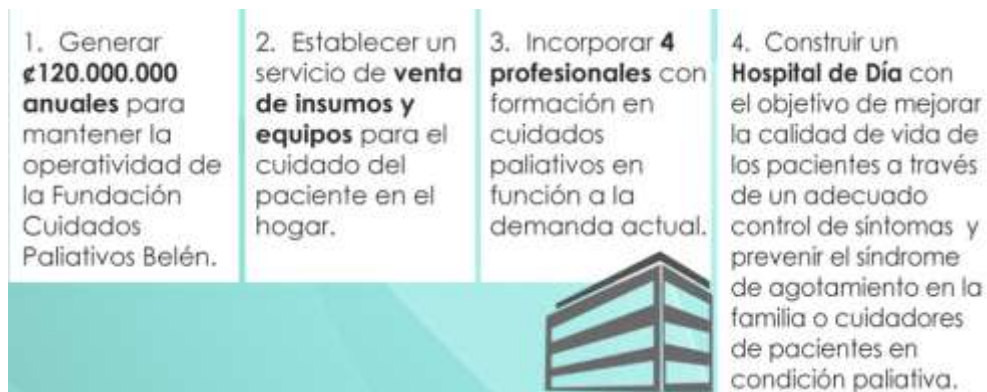 1. Generar
₡120.000.000
anuales para
mantener la
operatividad de
la Fundación
Cuidados
Paliativos Belén.
2. Establecer un
servicio de venta
de insumos y
equipos para el
cuidado del
paciente en el
hogar.
3. Incorporar 4
profesionales con
formación en
cuidados
paliativos en
función a la
demanda actual.
4. Construir un
Hospital de Día con
el objetivo de mejorar
la calidad de vida de
los pacientes a través
de un adecuado
control de síntomas y
prevenir el síndrome
de agotamiento en la
familia o cuidadores
de pacientes en
condición paliativa.